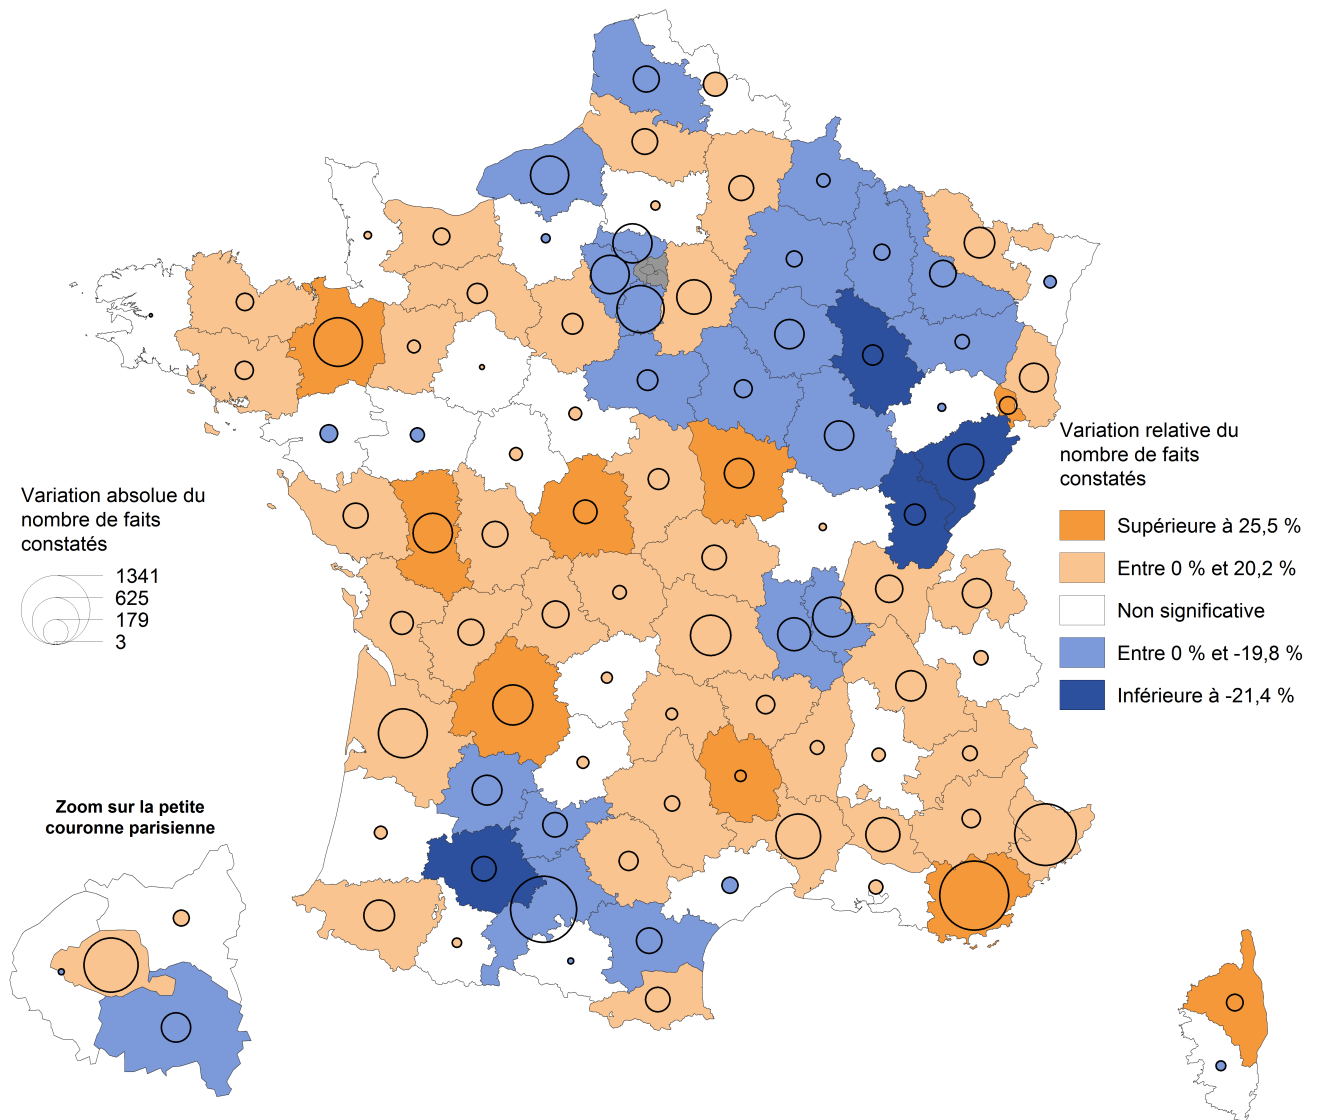 Variation relative du
nombre de faits
constatés
Supérieure à 25,5 %
Entre 0 % et 20,2 %
Non significative
Entre 0 % et -19,8 %
Inférieure à -21,4 %
Variation absolue du
nombre de faits
constatés
1341
625
179
3
Zoom sur la petite
couronne parisienne